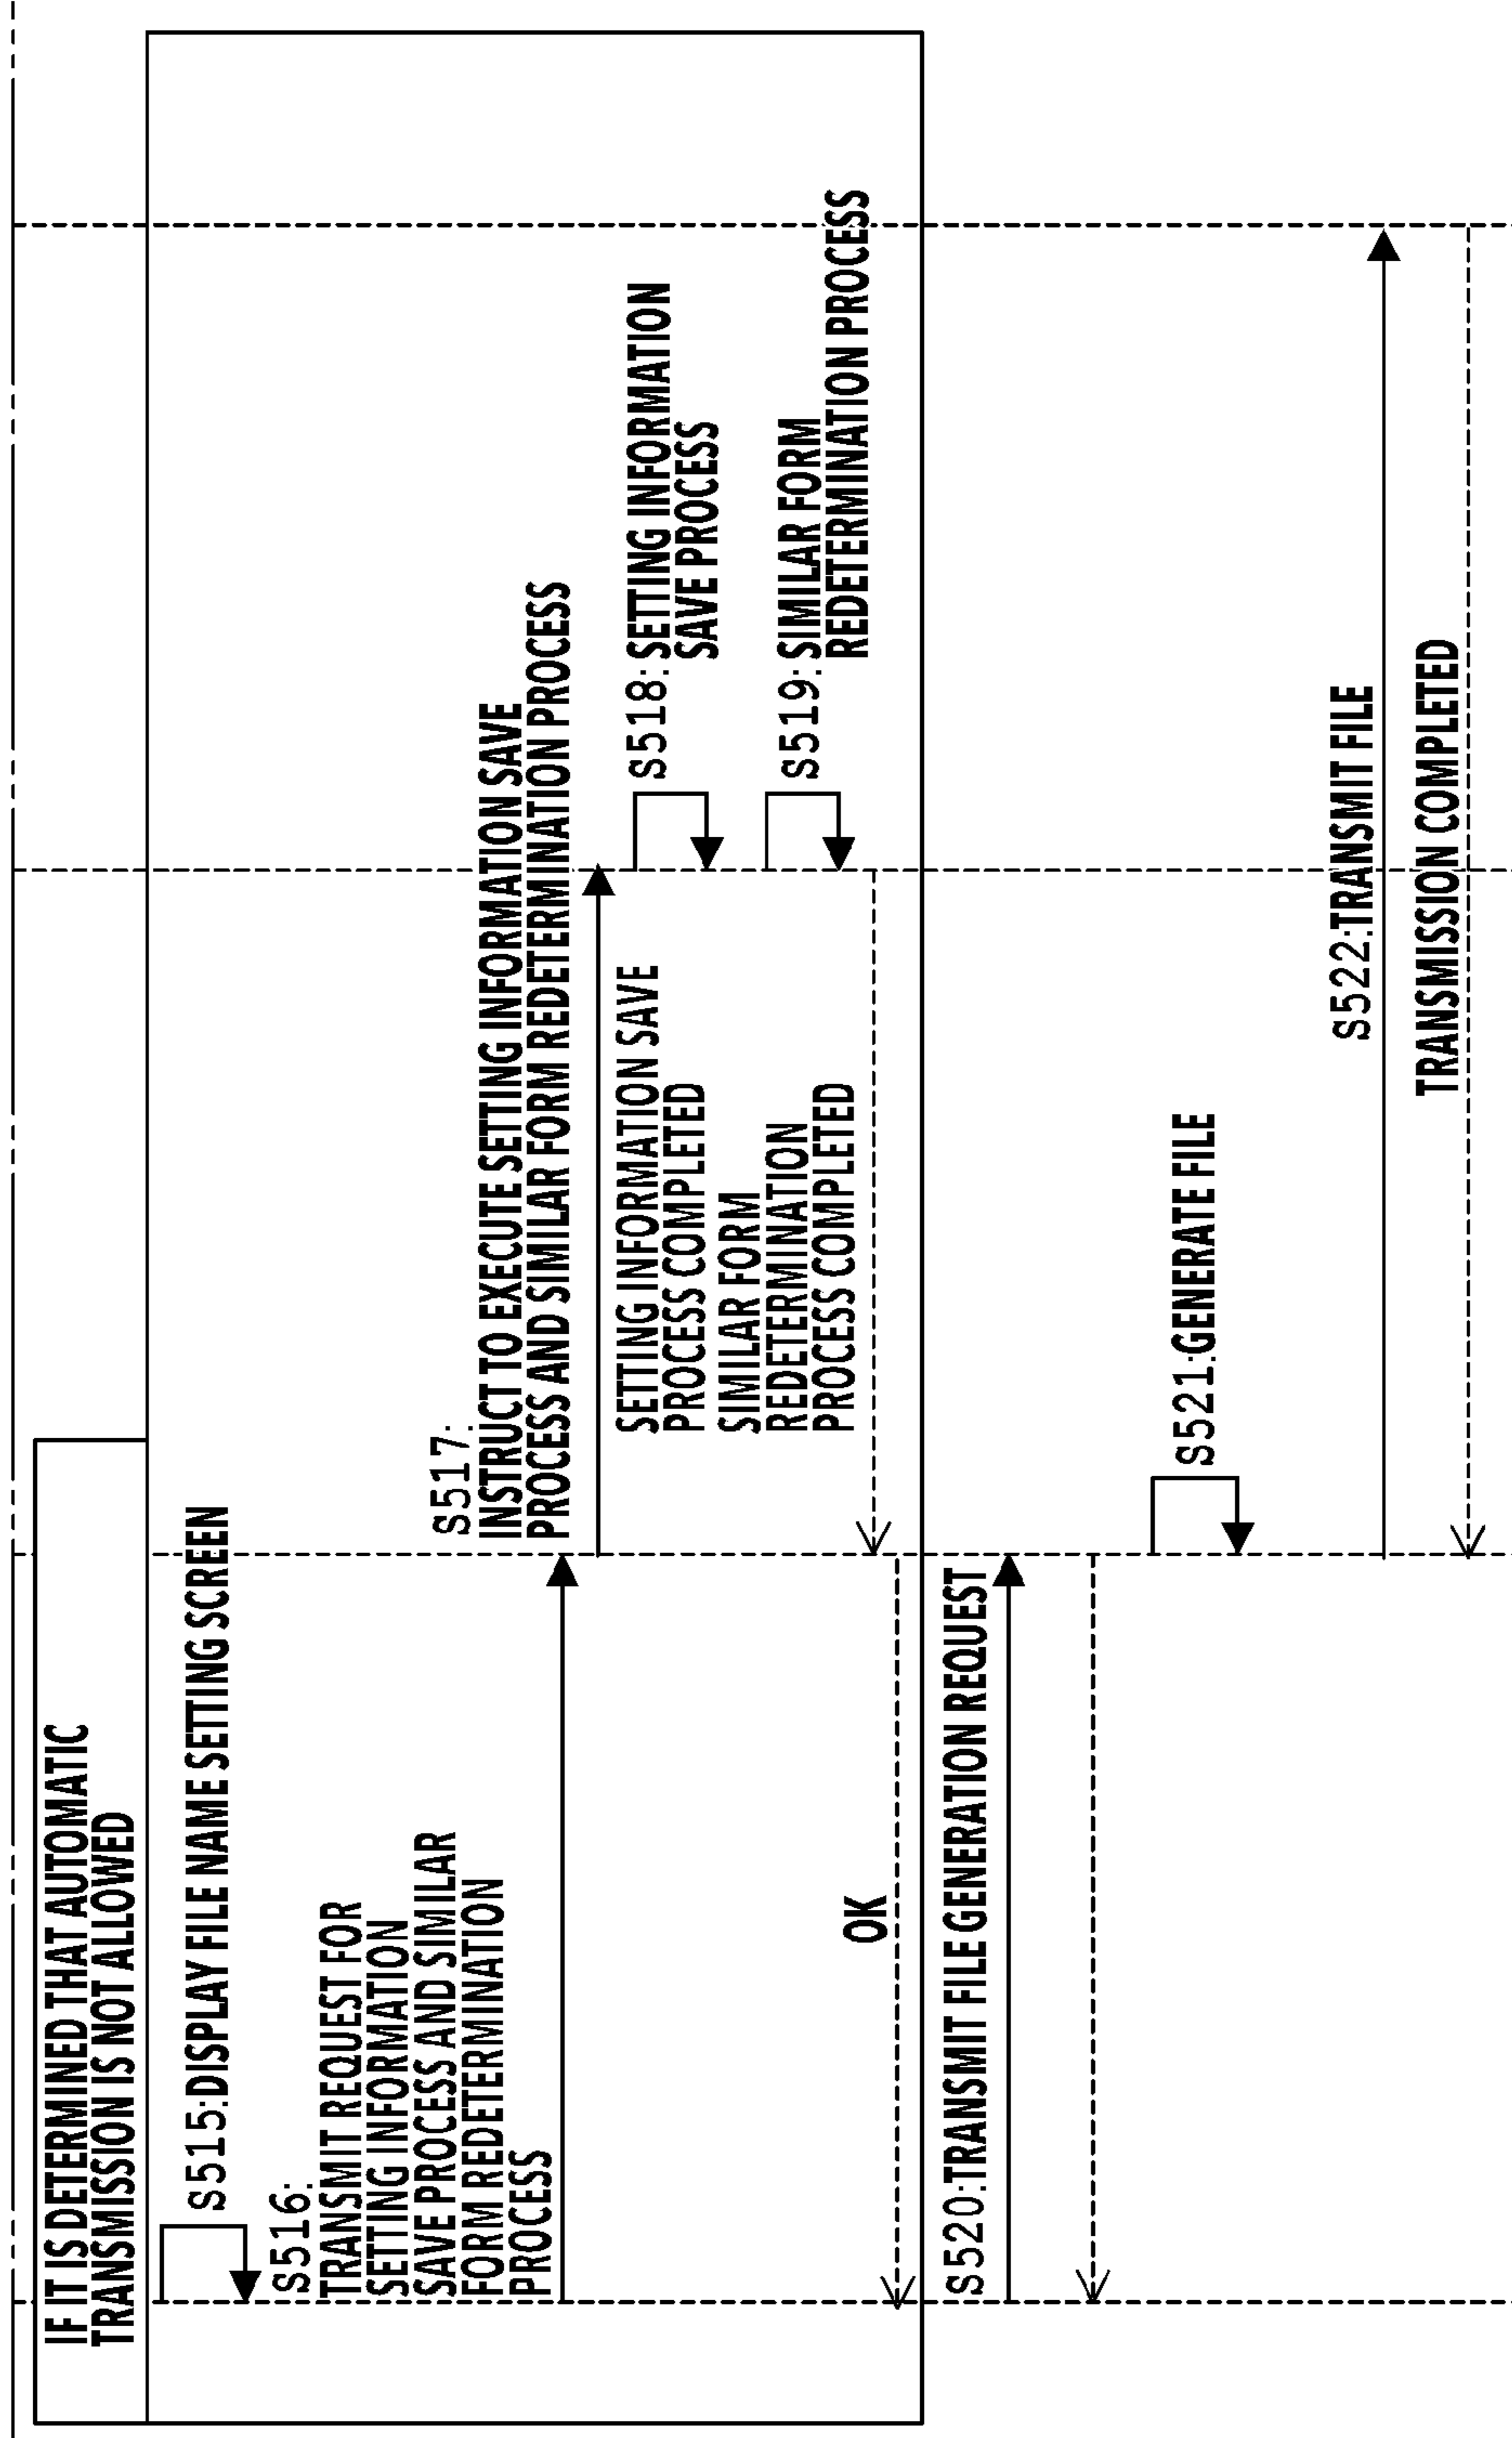 IF IT IS DETERMINED THAT AUTOMATIC
TRANSMISSION IS NOT ALLOWED
S515:DISPLAY FILE NAME SETTING SCREEN
S516:
TRANSMIT REQUEST FOR
SETTING INFORMATION
SAVE PROCESS AND SIMILAR
FORM REDETERMINATION
PROCESS
S517:
INSTRUCT TO EXECUTE SETTING INFORMATION SAVE
PROCESS AND SIMILAR FORM REDETERMINATION PROCESS
S518:SETTING INFORMATION
SAVE PROCESS
SETTING INFORMATION SAVE
PROCESS COMPLETED
SIMILAR FORM
REDETERMINATION
PROCESS COMPLETED
S519:SIMILAR FORM
REDETERMINATION PROCESS
OK
S520:TRANSMIT FILE GENERATION REQUEST
S521:GENERATE FILE
S522:TRANSMIT FILE
TRANSMISSION COMPLETED